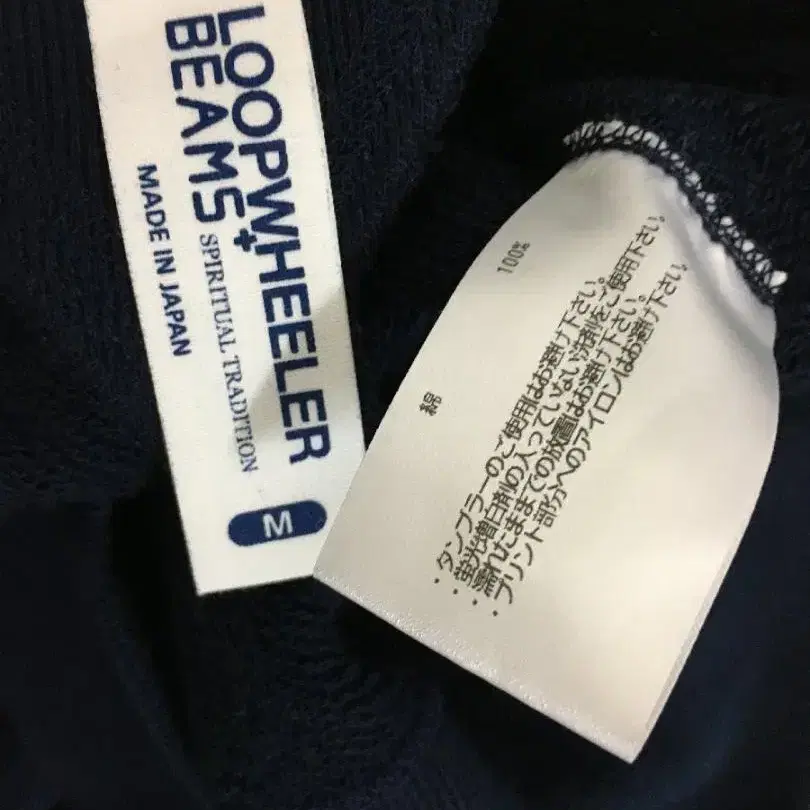 LOOPWHEELER
+
BEAMS
SPIRITUAL TRADITION
MADE IN JAPAN
M
綿 100%
・タンブラーのご使用はお避け下さい。
・蛍光増白剤の入っていない洗剤をご使用下さい。
・濡れたままでの放置はお避け下さい。
・プリント部分へのアイロンはお避け下さい。